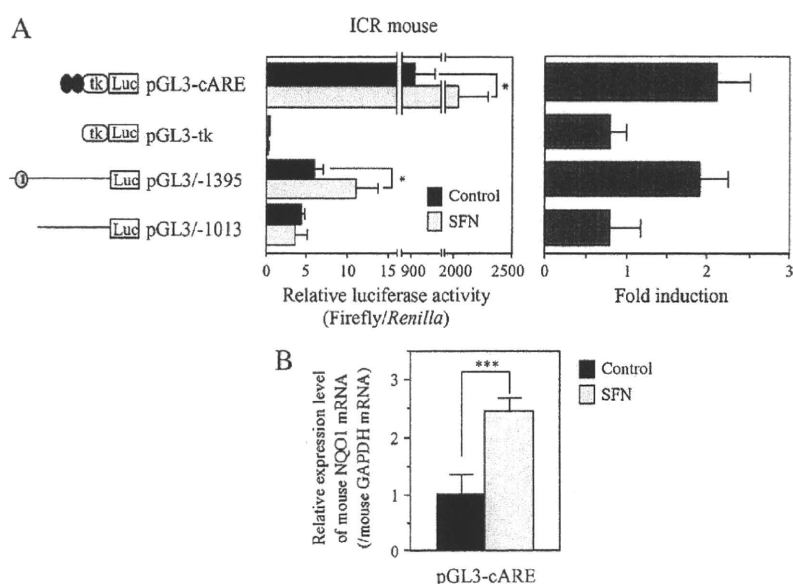 A
ICR mouse
tk Luc pGL3-cARE
tk Luc pGL3-tk
1 Luc pGL3/-1395
Luc pGL3/-1013
*
*
Control
SFN
0 5 10 15 900 2000 2500
Relative luciferase activity
(Firefly/Renilla)
0 1 2 3
Fold induction
B
***
Control
SFN
3
2
1
0
Relative expression level
of mouse NQO1 mRNA
(/mouse GAPDH mRNA)
pGL3-cARE